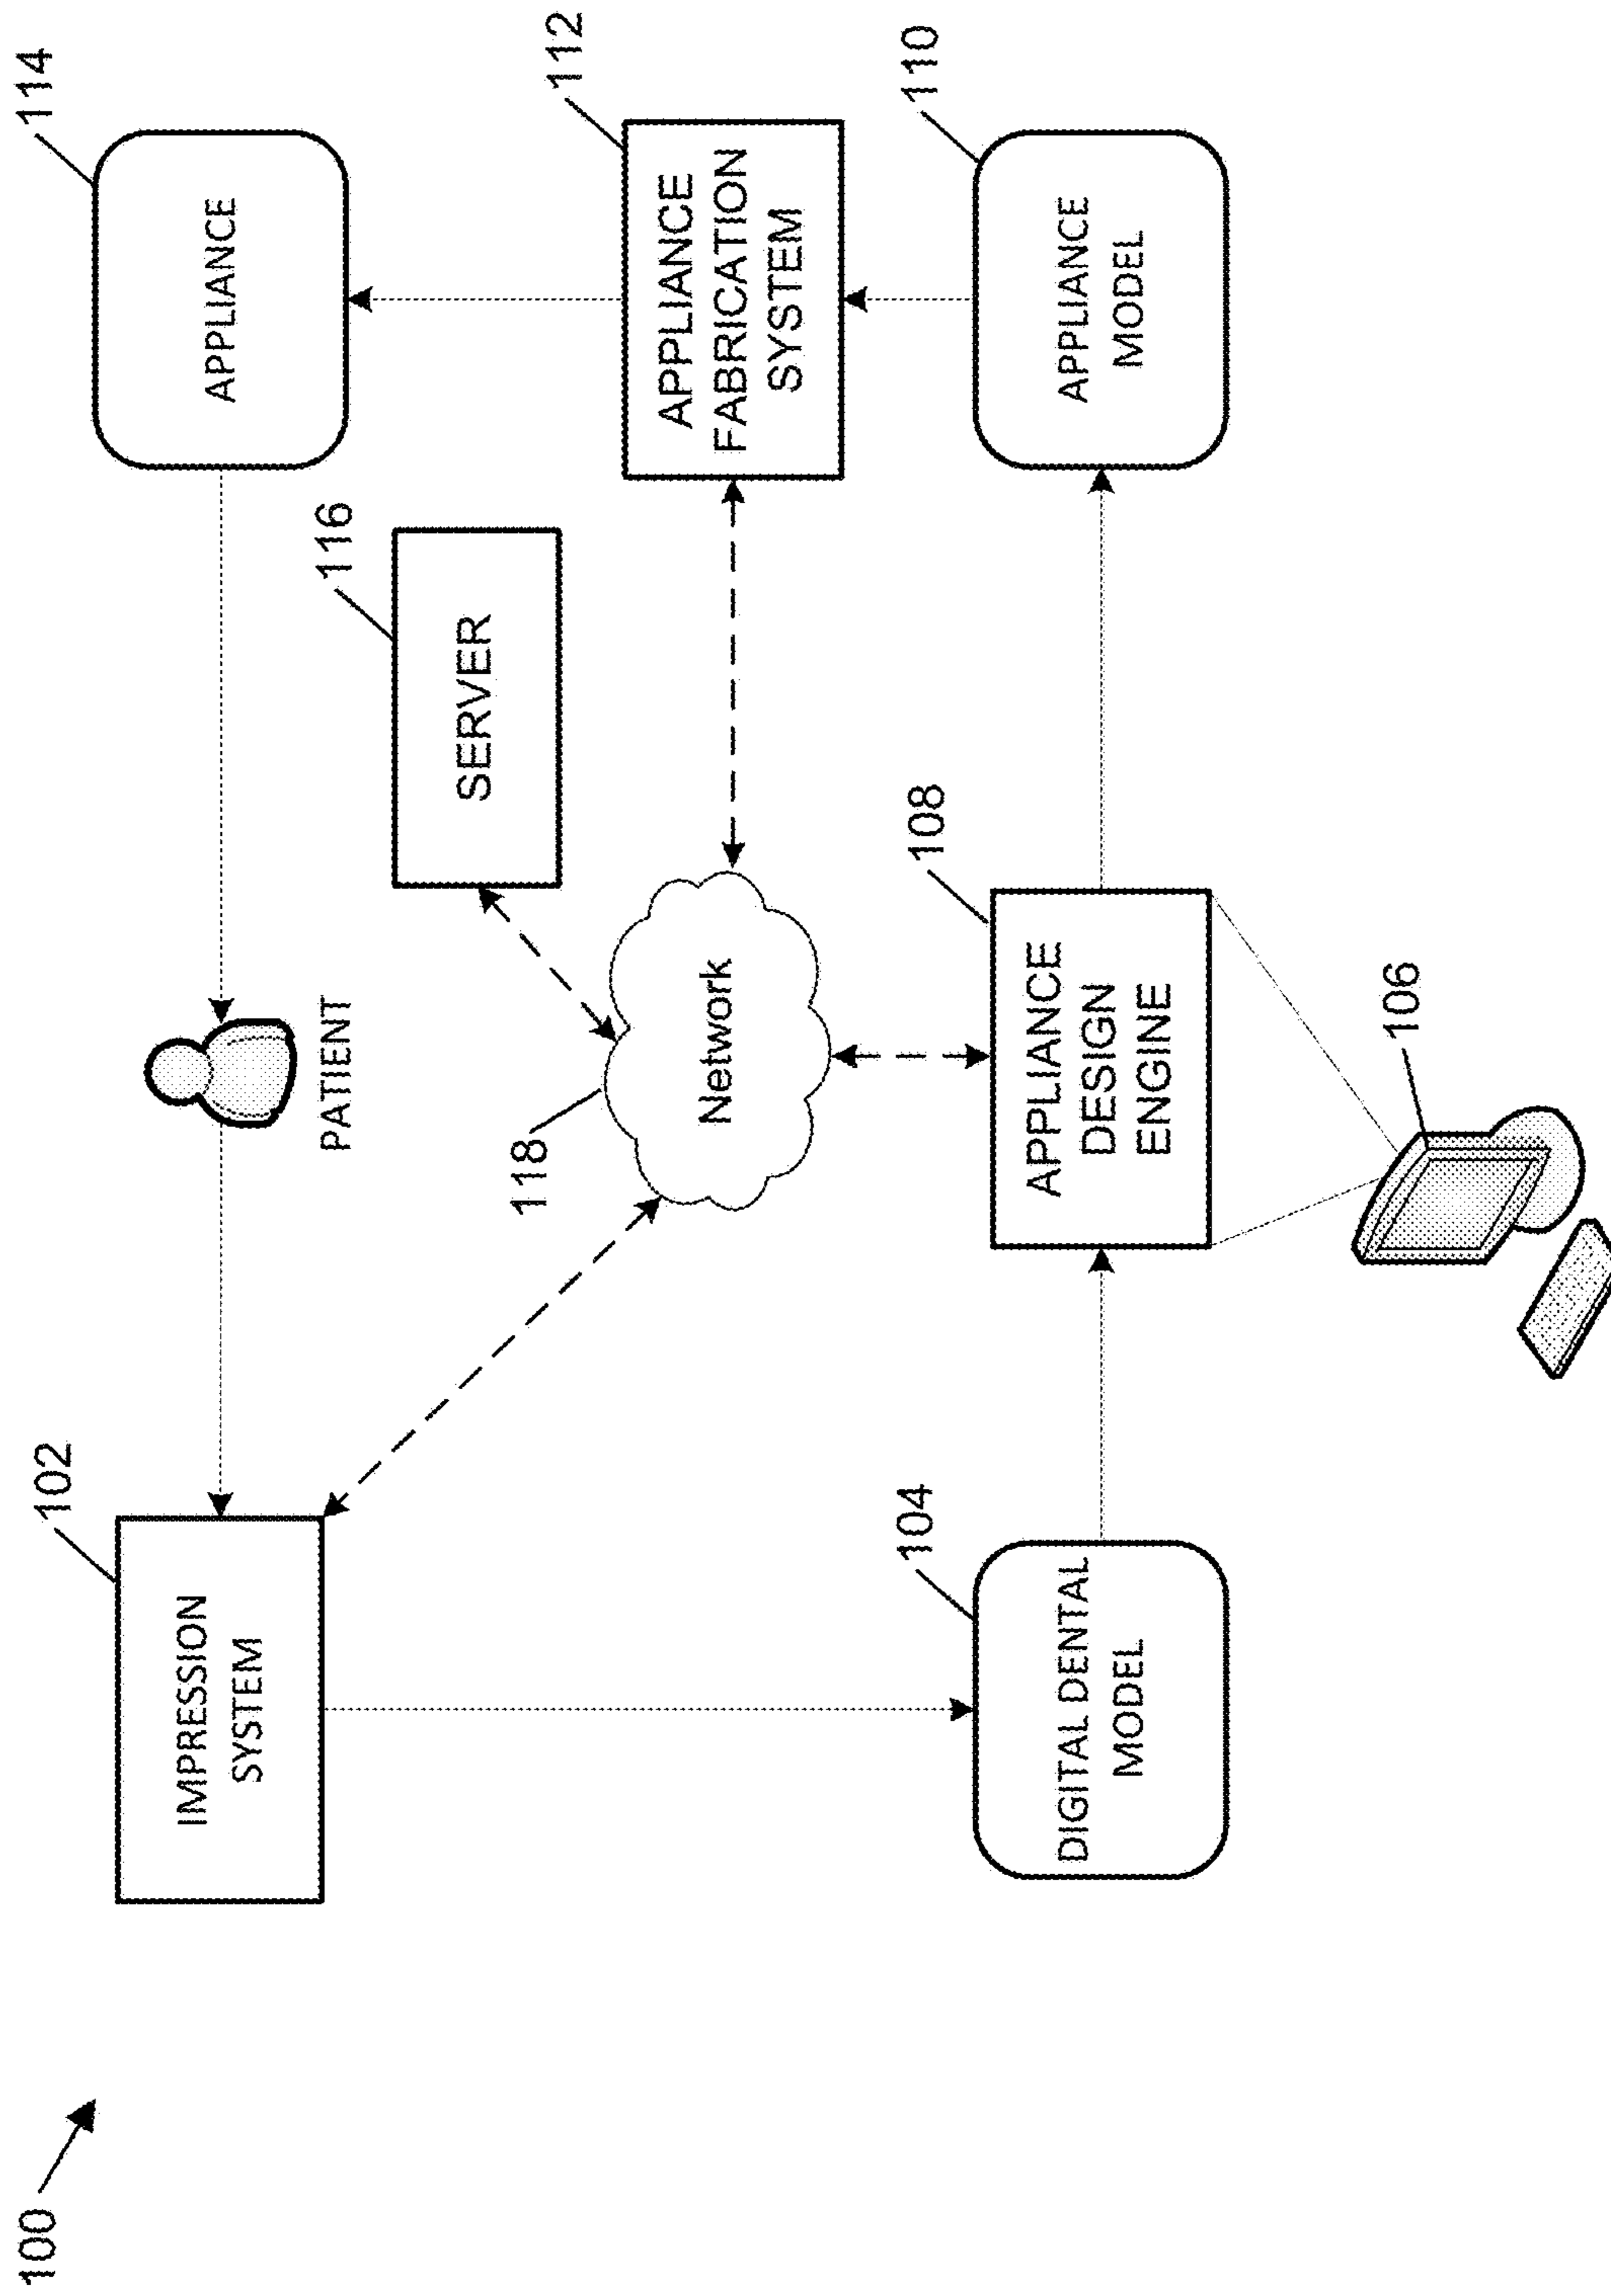 100
102
IMPRESSION
SYSTEM
PATIENT
114
APPLIANCE
116
SERVER
118
Network
112
APPLIANCE
FABRICATION
SYSTEM
104
DIGITAL DENTAL
MODEL
108
APPLIANCE
DESIGN
ENGINE
110
APPLIANCE
MODEL
106